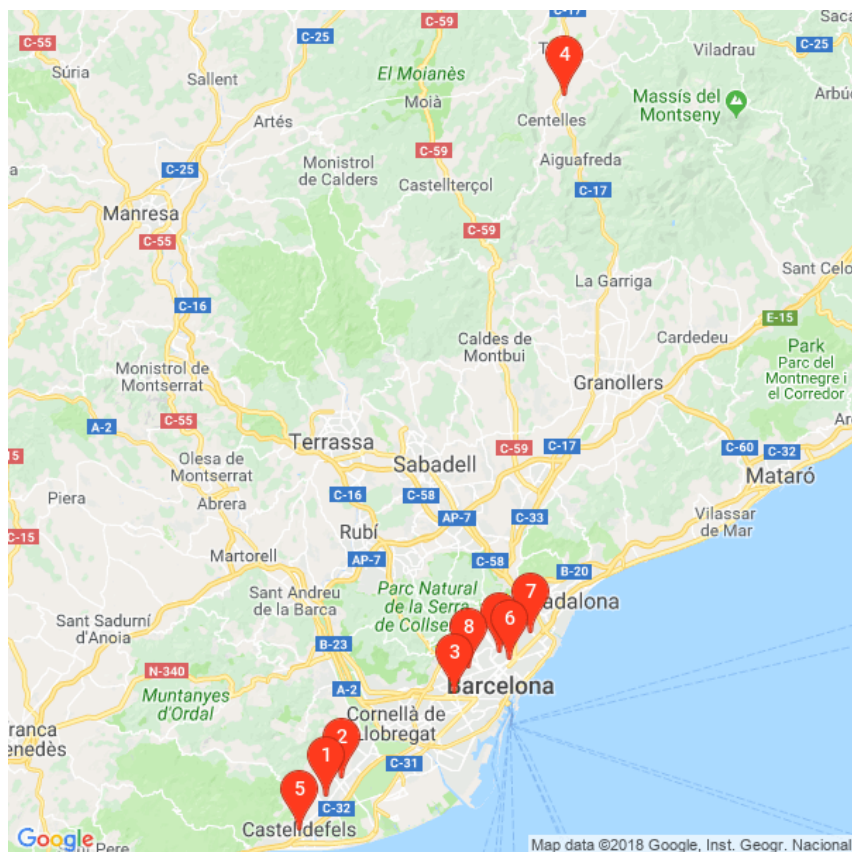 C-17
C-55
C-59
Saca
C-25
Viladrau
C-25
Súria
Sallent
El Moianès
4
Moià
Massís del
Montseny
Arbú
Artés
Centelles
C-25
C-59
Monistrol
de Calders
Aiguafreda
Castellterçol
C-17
Manresa
C-59
C-55
La Garriga
Sant Celo
C-16
E-15
Caldes de
Montbui
Cardedeu
Park
Parc del
Montnegre i
el Corredor
Monistrol de
Montserrat
Granollers
A-2
C-55
Terrassa
C-59
C-17
C-60
C-32
Olesa de
Montserrat
Sabadell
Mataró
15
Piera
Abrera
C-16
C-58
AP-7
C-33
Vilassar
de Mar
C-15
Rubí
Martorell
AP-7
C-58
B-20
Sant Andreu
de la Barca
Parc Natural
de la Serra
de Collse
7
adalona
Sant Sadurní
d'Anoia
6
8
B-23
3
N-340
A-2
Barcelona
Muntanyes
d'Ordal
Cornellà de
Llobregat
ranca
enedès
2
1
C-31
5
C-32
Castelldefels
Google
Pere
Map data ©2018 Google, Inst. Geogr. Nacional